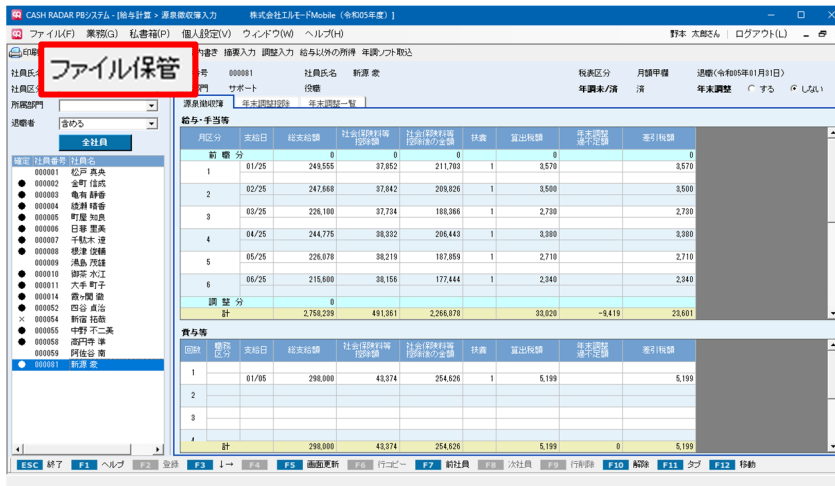 CASH RADAR PBシステム - [給与計算 > 源泉徴収簿入力　株式会社エルモードMobile（令和05年度）]
ファイル(F) 業務(G) 私書箱(P) 個人設定(V) ウィンドウ(W) ヘルプ(H) 野本 太郎さん | ログアウト(L)
印刷 ファイル保管 内書き 摘要入力 調整入力 給与以外の所得 年調ソフト取込
社員氏名 号 000081 社員氏名 新源 衾 税表区分 月額甲欄 退職(令和05年01月31日)
社員区分 門 サポート 役職 年調未/済 済 年末調整 する しない
所属部門 源泉徴収簿 年末調整控除 年末調整一覧
退職者 含める
全社員
給与・手当等
月区分 支給日 総支給額 社会保険料等控除額 社会保険料等控除後の金額 扶養 算出税額 年末調整過不足額 差引税額
前 職 分 0 0 0 0 0
1 01/25 249,555 37,852 211,703 1 3,570 3,570
2 02/25 247,668 37,842 209,826 1 3,500 3,500
3 03/25 226,100 37,734 188,366 1 2,730 2,730
4 04/25 244,775 38,332 206,443 1 3,380 3,380
5 05/25 226,078 38,219 187,859 1 2,710 2,710
6 06/25 215,600 38,156 177,444 1 2,340 2,340
調 整 分 0
計 2,758,239 491,361 2,266,878 33,020 -9,419 23,601
賞与等
回数 職務区分 支給日 総支給額 社会保険料等控除額 社会保険料等控除後の金額 扶養 算出税額 年末調整過不足額 差引税額
1 01/05 298,000 43,374 254,626 1 5,199 5,199
2
3
4
計 298,000 43,374 254,626 5,199 0 5,199
確定 社員番号 社員名
000001 松戸 真央
● 000002 金町 信成
● 000003 亀有 静香
● 000004 綾瀬 晴香
● 000005 町屋 知良
● 000006 日暮 里美
● 000007 千駄木 遼
● 000008 根津 俊輔
000009 湯島 茂雄
● 000010 御茶 水江
● 000011 大手 町子
● 000014 霞ヶ関 徹
● 000052 四谷 貞治
× 000054 新宿 拓哉
● 000055 中野 不二美
● 000058 高円寺 準
000059 阿佐谷 南
● 000081 新源 衾
ESC 終了 F1 ヘルプ F2 登録 F3 ↓→ F4 F5 画面更新 F6 行コピー F7 前社員 F8 次社員 F9 行削除 F10 解除 F11 タブ F12 移動